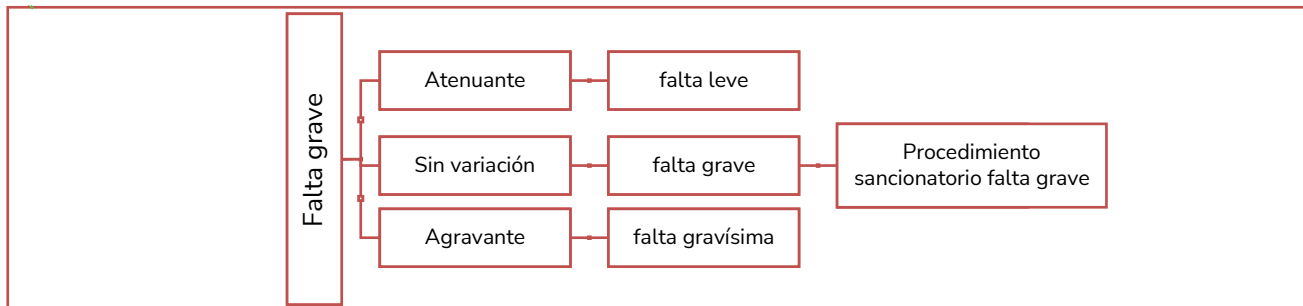 Falta grave
Atenuante
falta leve
Sin variación
falta grave
Procedimiento
sancionatorio falta grave
Agravante
falta gravísima